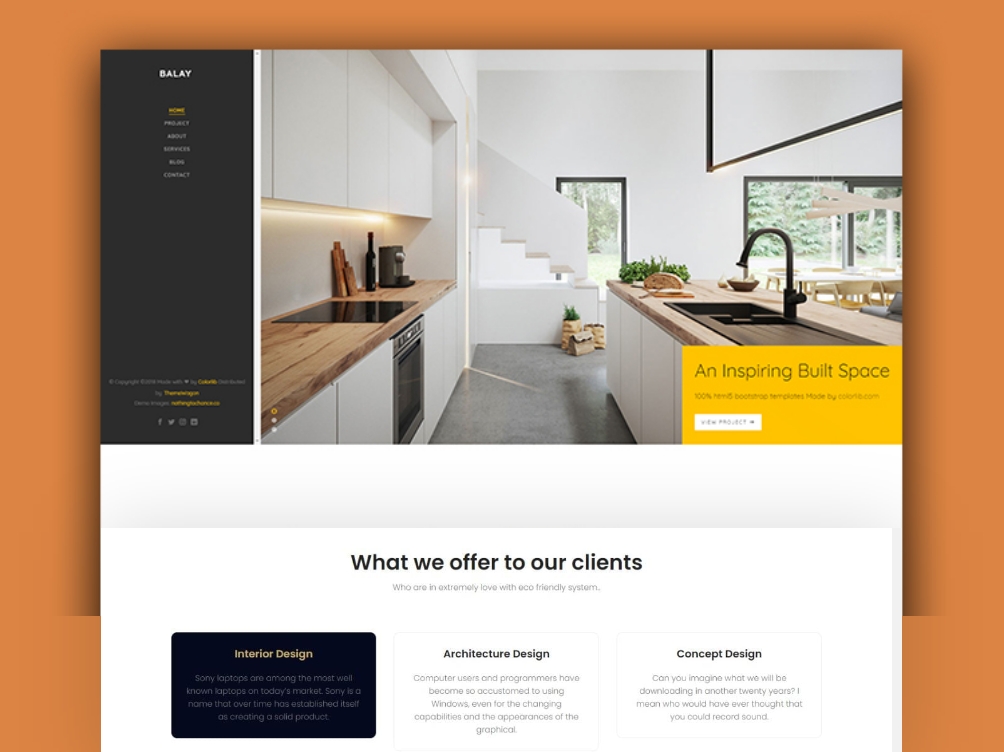 BALAY
HOME
PROJECT
ABOUT
SERVICES
BLOG
CONTACT
© Copyright ©2019 Made with ❤ by Colorlib. Distributed
by Themewagon
Demo Images: nothingtochance.co
An Inspiring Built Space
100% html5 bootstrap templates Made by colorlib.com
VIEW PROJECT
What we offer to our clients
Who are in extremely love with eco friendly system..
Interior Design
Sony laptops are among the most well
known laptops on today's market. Sony is a
name that over time has established itself
as creating a solid product.
Architecture Design
Computer users and programmers have
become so accustomed to using
Windows, even for the changing
capabilities and the appearances of the
graphical.
Concept Design
Can you imagine what we will be
downloading in another twenty years? I
mean who would have ever thought that
you could record sound.